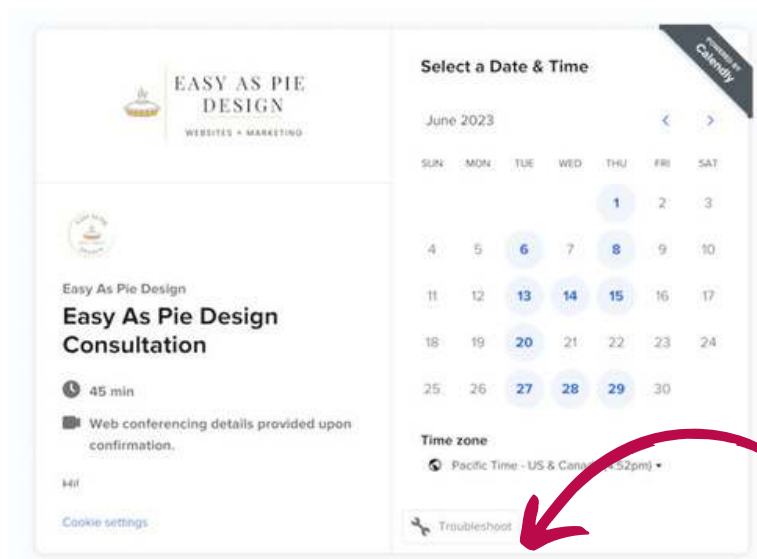 EASY AS PIE
DESIGN
WEBSITES + MARKETING
Easy As Pie Design
Easy As Pie Design
Consultation
45 min
Web conferencing details provided upon
confirmation.
Hi!
Cookie settings
POWERED BY
Calendly
Select a Date & Time
June 2023
SUN MON TUE WED THU FRI SAT
1 2 3
4 5 6 7 8 9 10
11 12 13 14 15 16 17
18 19 20 21 22 23 24
25 26 27 28 29 30
Time zone
Pacific Time - US & Canada (4:52pm)
Troubleshoot